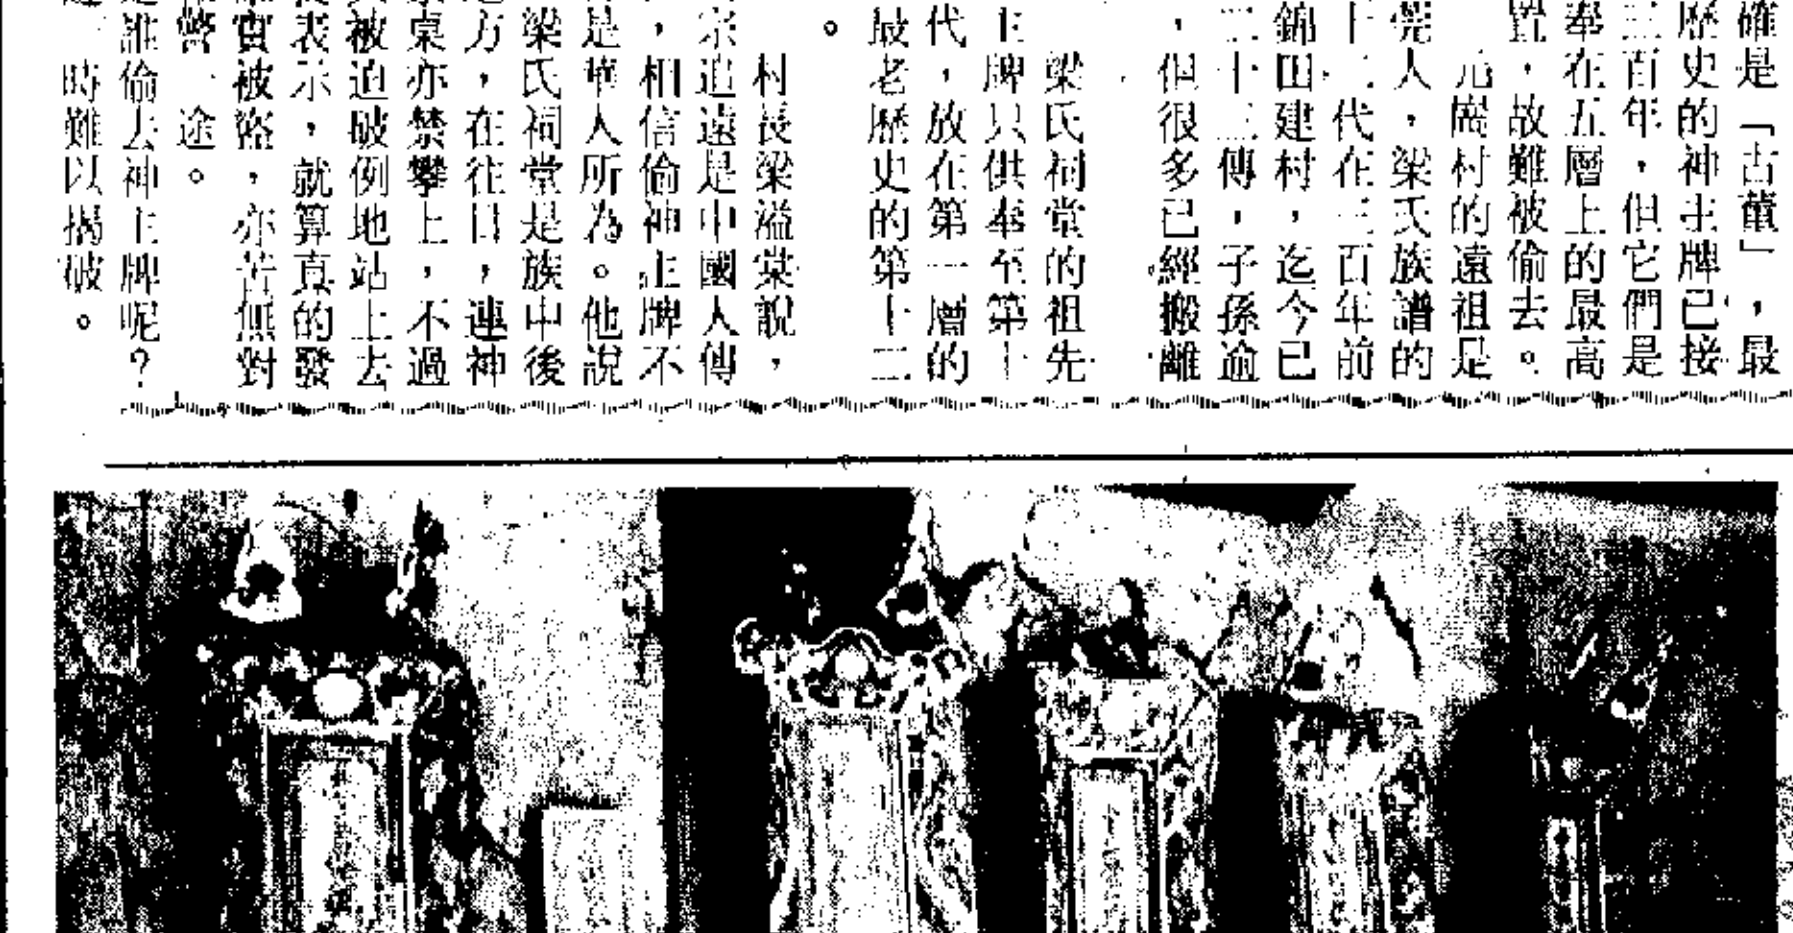 確是「古董」，最
歷史的神主牌已接
三百年，但它們是
奉在五層上的最高
置，故難被偷去。
元崗村的遠祖是
莞人，梁氏族譜的
十二代在三百年前
錦田建村，迄今已
二十三傳，子孫逾
，但很多已經搬離
梁氏祠堂的祖先
主牌只供奉至第十
代，放在第一層的
最老歷史的第十二
。
村長梁溢棠說，
宗追遠是中國人傳
，相信偷神主牌不
是華人所為。他說
梁氏祠堂是族中後
方，在往日，連神
桌亦禁攀上，不過
被迫破例地站上去
表示，就算真的發
實被盜，亦苦無對
警一途。
誰偷去神主牌呢？
時難以揭破。